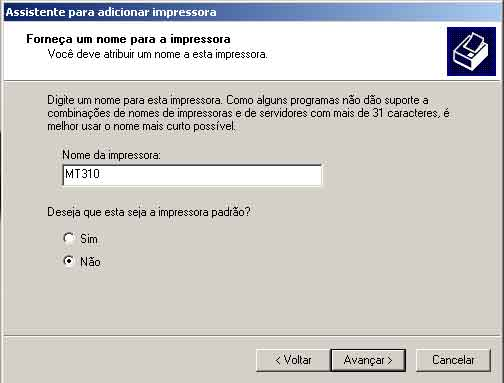 Assistente para adicionar impressora
Forneça um nome para a impressora
Você deve atribuir um nome a esta impressora.
Digite um nome para esta impressora. Como alguns programas não dão suporte a
combinações de nomes de impressoras e de servidores com mais de 31 caracteres, é
melhor usar o nome mais curto possível.
Nome da impressora:
MT310
Deseja que esta seja a impressora padrão?
Sim
Não
< Voltar
Avançar >
Cancelar